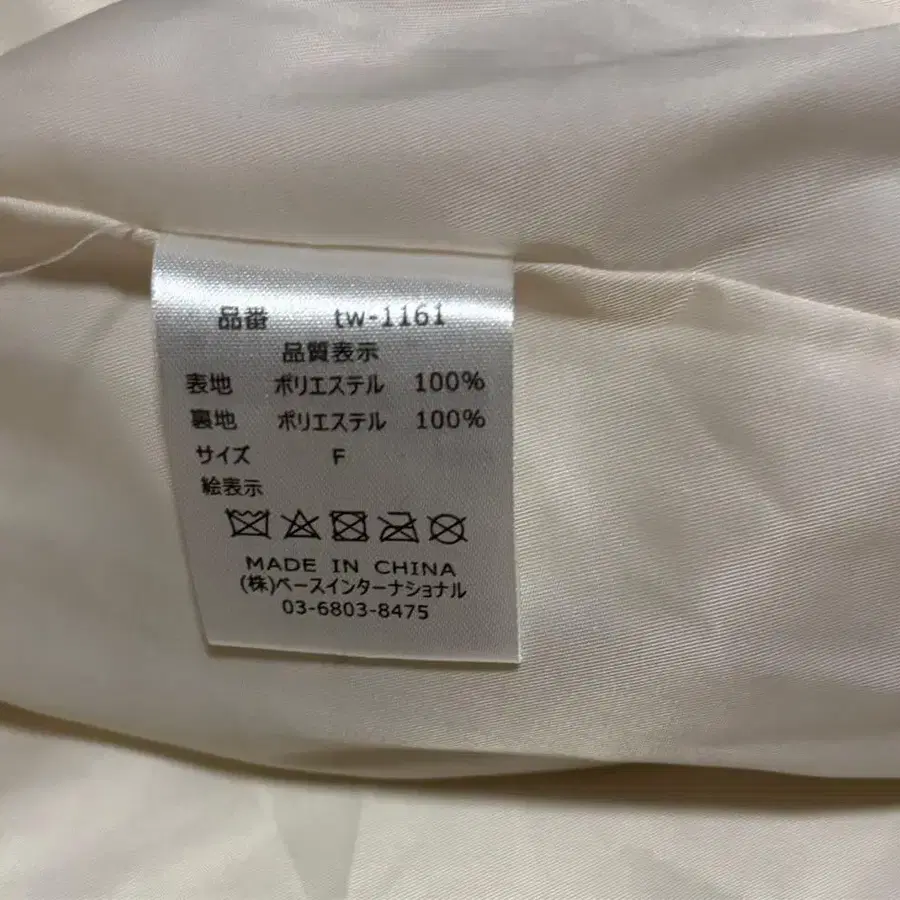 品番 tw-1161
品質表示
表地 ポリエステル 100%
裏地 ポリエステル 100%
サイズ F
絵表示
MADE IN CHINA
(株)ベースインターナショナル
03-6803-8475